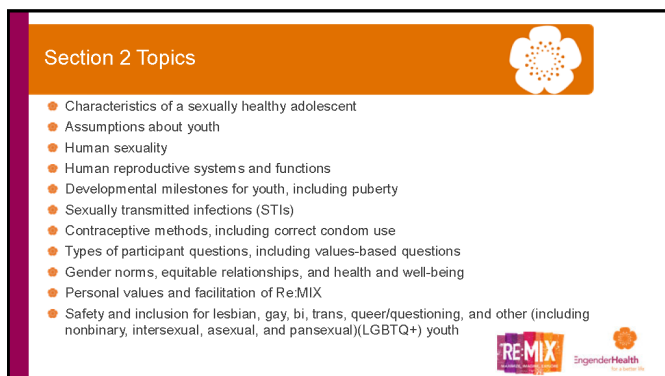 Section 2 Topics
Characteristics of a sexually healthy adolescent
Assumptions about youth
Human sexuality
Human reproductive systems and functions
Developmental milestones for youth, including puberty
Sexually transmitted infections (STIs)
Contraceptive methods, including correct condom use
Types of participant questions, including values-based questions
Gender norms, equitable relationships, and health and well-being
Personal values and facilitation of Re:MIX
Safety and inclusion for lesbian, gay, bi, trans, queer/questioning, and other (including
nonbinary, intersexual, asexual, and pansexual)(LGBTQ+) youth
RE:MIX
EngenderHealth
for a better life